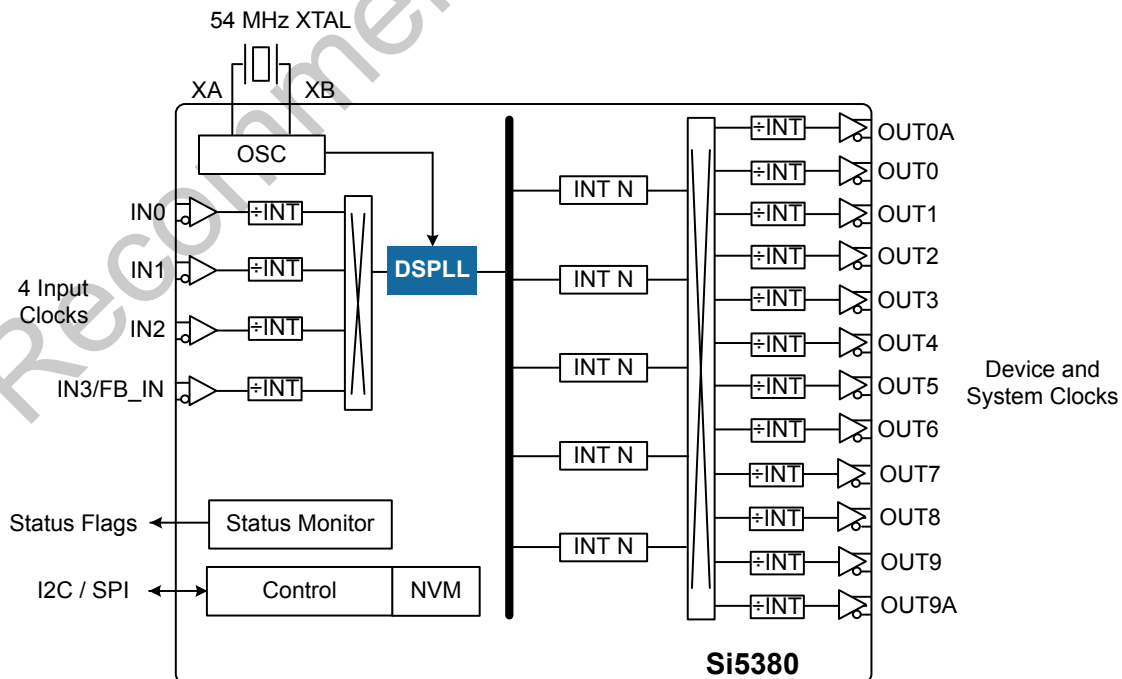 54 MHz XTAL
XA
XB
OSC
IN0
÷INT
IN1
÷INT
IN2
÷INT
IN3/FB_IN
÷INT
4 Input
Clocks
DSPLL
INT N
INT N
INT N
INT N
INT N
÷INT
OUT0A
÷INT
OUT0
÷INT
OUT1
÷INT
OUT2
÷INT
OUT3
÷INT
OUT4
÷INT
OUT5
÷INT
OUT6
÷INT
OUT7
÷INT
OUT8
÷INT
OUT9
÷INT
OUT9A
Device and
System Clocks
Status Flags
Status Monitor
I2C / SPI
Control
NVM
Si5380